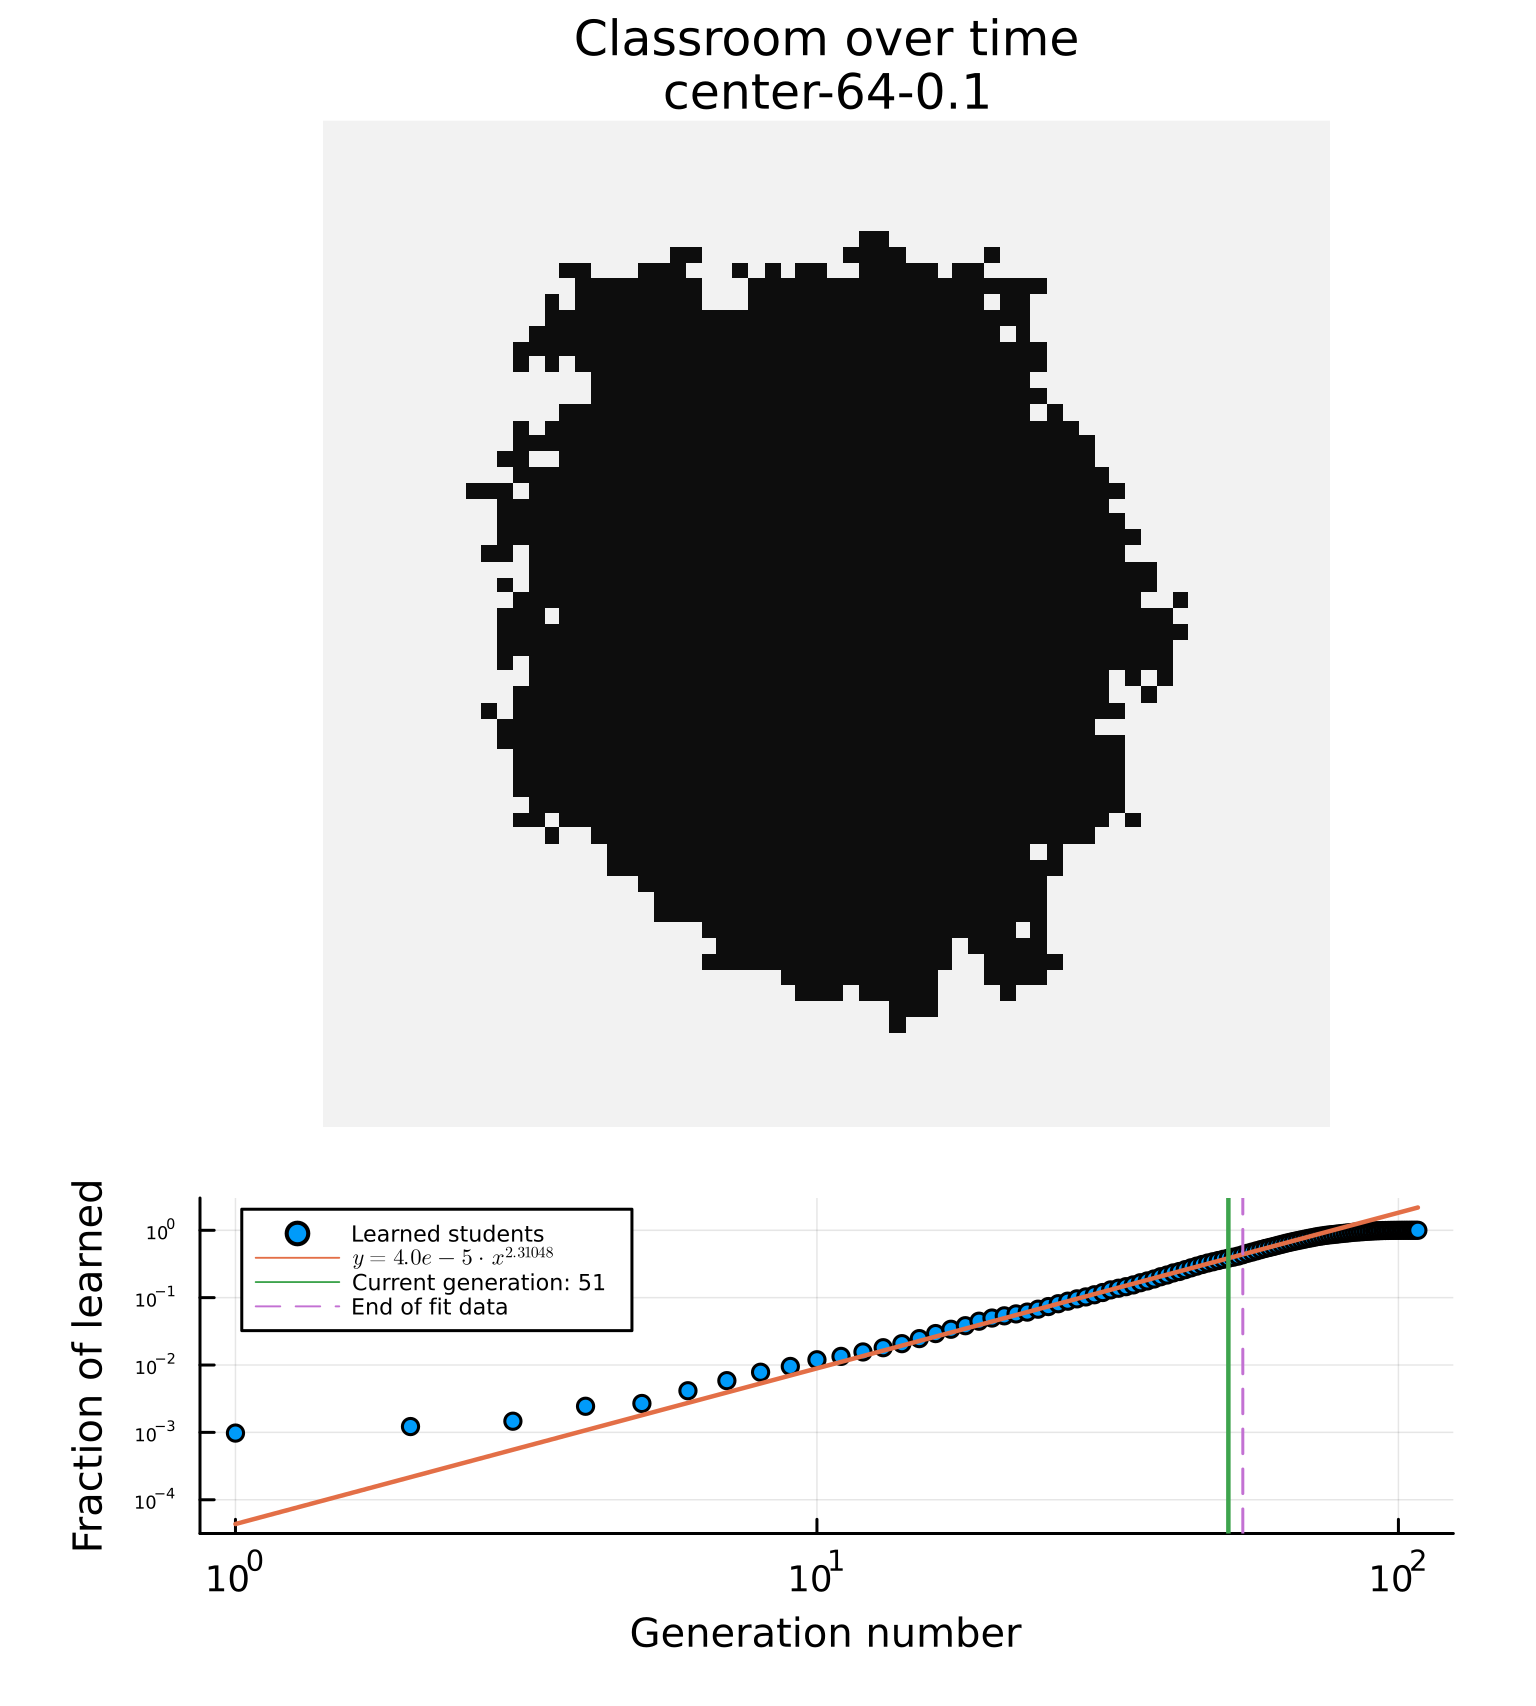 Classroom over time
center-64-0.1
Fraction of learned
10^0
10^-1
10^-2
10^-3
10^-4
Learned students
y = 4.0e − 5 · x^2.31048
Current generation: 51
End of fit data
10^0 10^1 10^2
Generation number